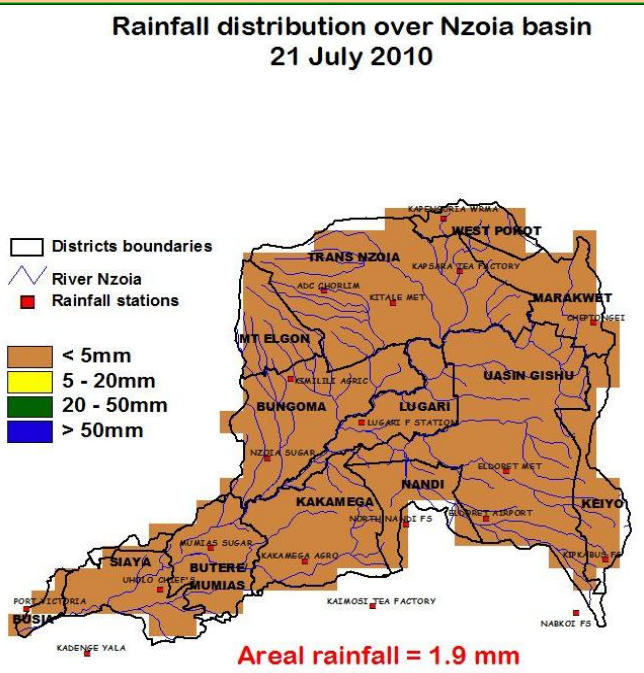 Rainfall distribution over Nzoia basin
21 July 2010
Districts boundaries
River Nzoia
Rainfall stations
< 5mm
5 - 20mm
20 - 50mm
> 50mm
KAPENGURIA WRMA
WEST POKOT
TRANS NZOIA
KAPSARA TEA FACTORY
ADC CHORLIM
KITALE MET
MARAKWET
CHEPTONGEI
MT ELGON
UASIN GISHU
KIMILILI AGRIC
BUNGOMA
LUGARI
LUGARI F STATION
NZOIA SUGAR
ELDORET MET
NANDI
KAKAMEGA
KEIYO
ELDORET AIRPORT
NORTH NANDI FS
MUMIAS SUGAR
KAKAMEGA AGRO
KIPKABUS FS
SIAYA
BUTERE
UHOLO CHIEF'S
MUMIAS
PORT VICTORIA
KAIMOSI TEA FACTORY
BUSIA
NABKOI FS
KADENGE YALA
Areal rainfall = 1.9 mm